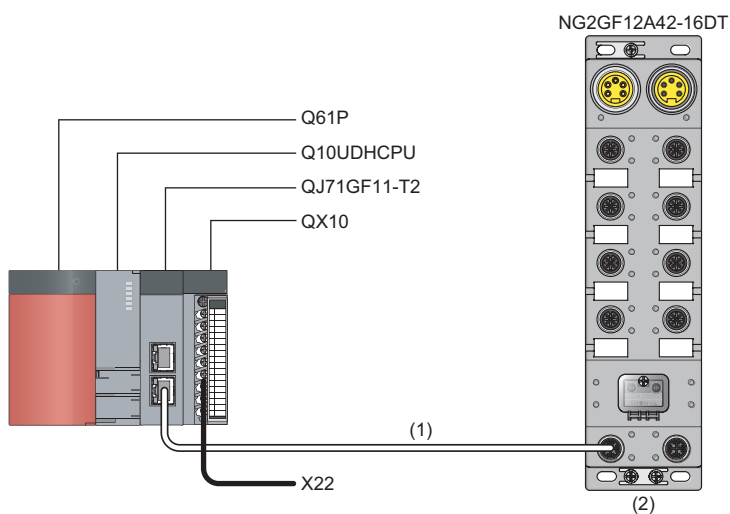 NG2GF12A42-16DT
Q61P
Q10UDHCPU
QJ71GF11-T2
QX10
(1)
X22
(2)